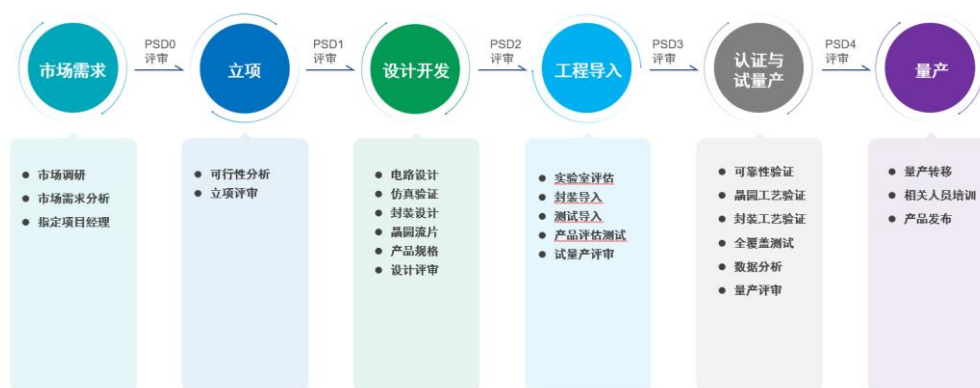 市场需求
PSD0
评审
立项
PSD1
评审
设计开发
PSD2
评审
工程导入
PSD3
评审
认证与
试量产
PSD4
评审
量产
● 市场调研
● 市场需求分析
● 指定项目经理
● 可行性分析
● 立项评审
● 电路设计
● 仿真验证
● 封装设计
● 晶圆流片
● 产品规格
● 设计评审
● 实验室评估
● 封装导入
● 测试导入
● 产品评估测试
● 试量产评审
● 可靠性验证
● 晶圆工艺验证
● 封装工艺验证
● 全覆盖测试
● 数据分析
● 量产评审
● 量产转移
● 相关人员培训
● 产品发布